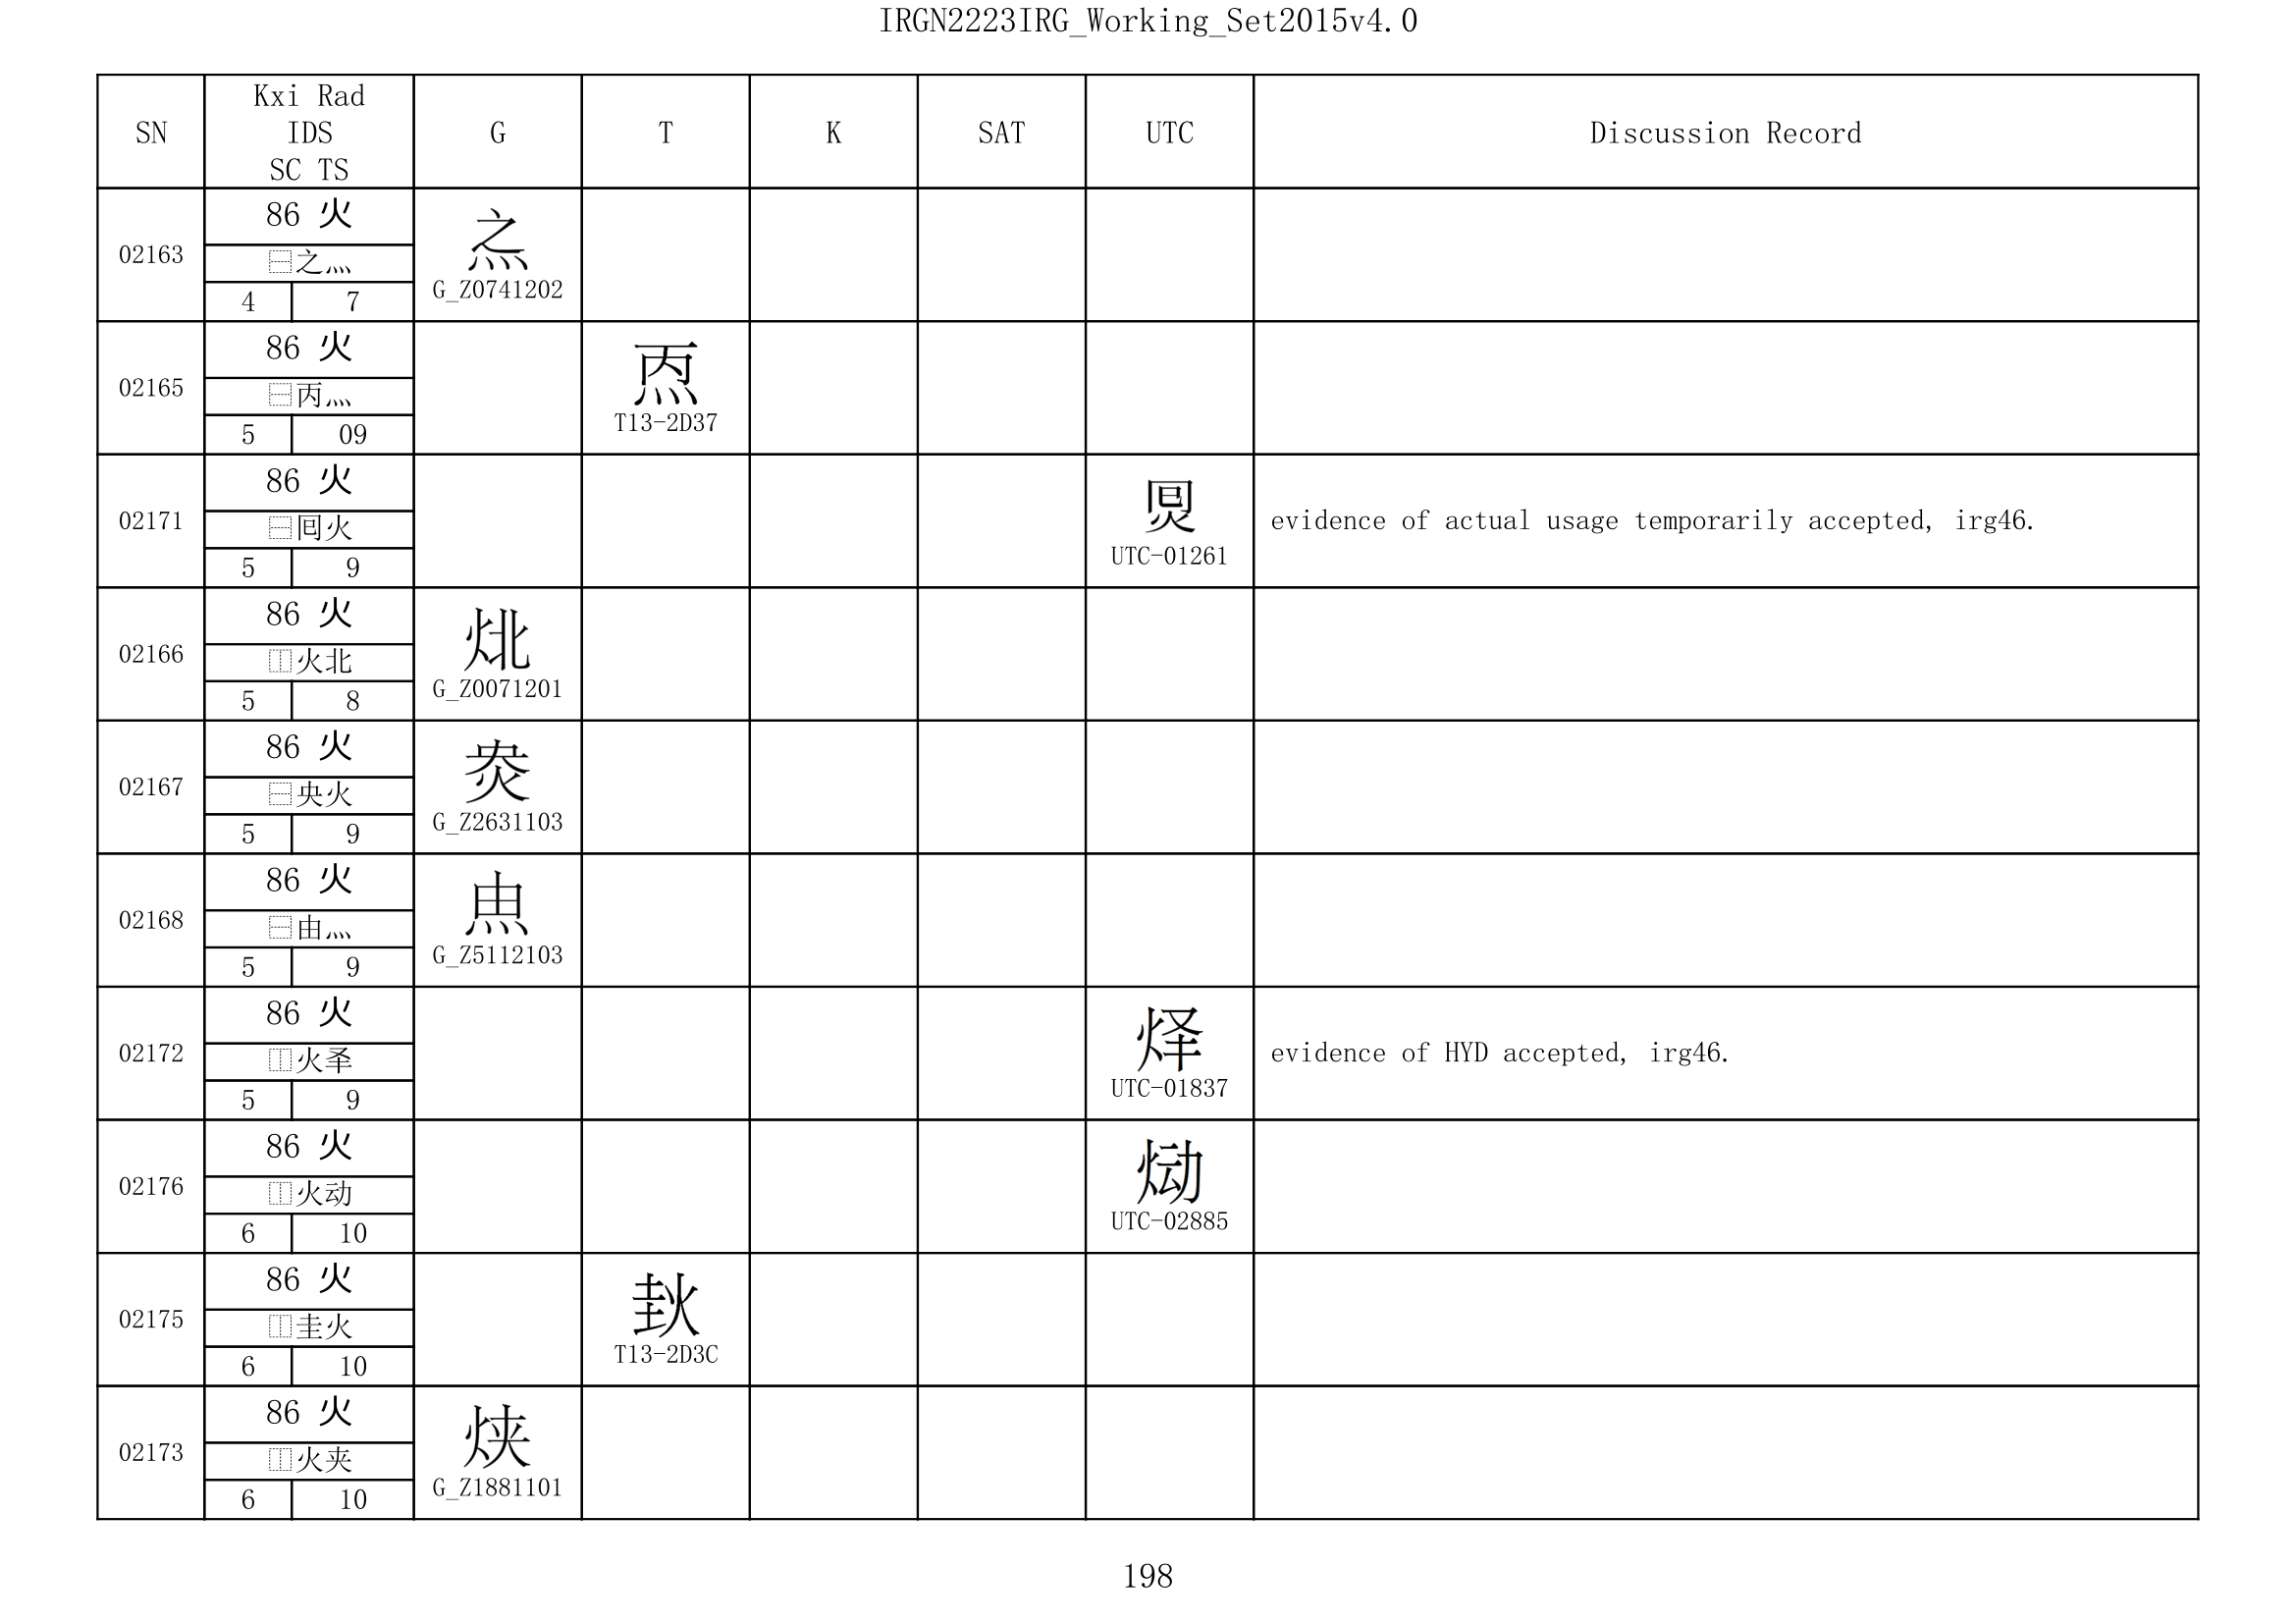 IRGN2223IRG_Working_Set2015v4.0
SN Kxi Rad IDS SC TS G T K SAT UTC Discussion Record
02163 86 火
⿱之灬
4 7
G_Z0741202
02165 86 火
⿱丙灬
5 09
T13-2D37
02171 86 火
⿱囘火
5 9
UTC-01261
evidence of actual usage temporarily accepted, irg46.
02166 86 火
⿰火北
5 8
G_Z0071201
02167 86 火
⿱央火
5 9
G_Z2631103
02168 86 火
⿱由灬
5 9
G_Z5112103
02172 86 火
⿰火𠬤
5 9
UTC-01837
evidence of HYD accepted, irg46.
02176 86 火
⿰火动
6 10
UTC-02885
02175 86 火
⿰圭火
6 10
T13-2D3C
02173 86 火
⿰火夹
6 10
G_Z1881101
198